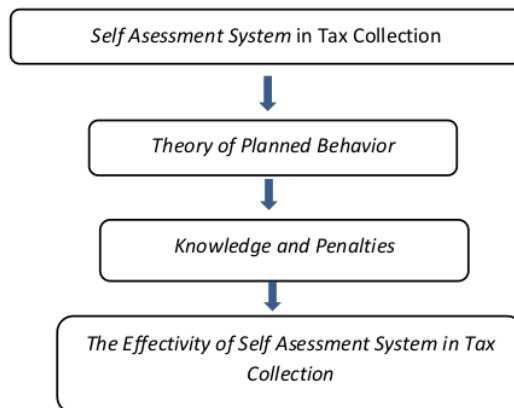 Self Asessment System in Tax Collection
Theory of Planned Behavior
Knowledge and Penalties
The Effectivity of Self Asessment System in Tax
Collection